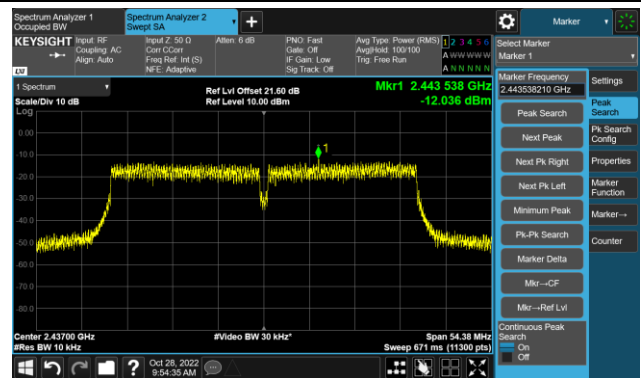 Spectrum Analyzer 1
Occupied BW
Spectrum Analyzer 2
Swept SA
Marker
KEYSIGHT
Input: RF
Coupling: AC
Align: Auto
Input Z: 50 Ω
Corr CCorr
Freq Ref: Int (S)
NFE: Adaptive
Atten: 6 dB
PNO: Fast
Gate: Off
IF Gain: Low
Sig Track: Off
Avg Type: Power (RMS)
Avg|Hold: 100/100
Trig: Free Run
1 2 3 4 5 6
A W W W W W
A N N N N N
LXI
1 Spectrum
Scale/Div 10 dB
Log
Ref Lvl Offset 21.60 dB
Ref Level 10.00 dBm
Mkr1 2.443 538 GHz
-12.036 dBm
1
0.00
-10.0
-20.0
-30.0
-40.0
-50.0
-60.0
-70.0
-80.0
Center 2.43700 GHz
#Res BW 10 kHz
#Video BW 30 kHz*
Span 54.38 MHz
Sweep 671 ms (11300 pts)
Select Marker
Marker 1
Marker Frequency
2.443538210 GHz
Peak Search
Next Peak
Next Pk Right
Next Pk Left
Minimum Peak
Pk-Pk Search
Marker Delta
Mkr→CF
Mkr→Ref Lvl
Continuous Peak
Search
On
Off
Settings
Peak
Search
Pk Search
Config
Properties
Marker
Function
Marker→
Counter
?
Oct 28, 2022
9:54:35 AM